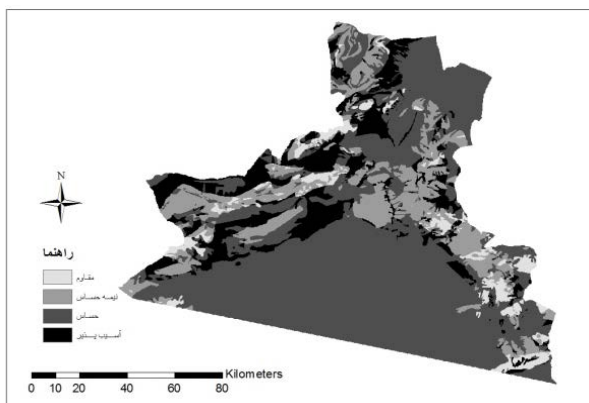 N
راهنما
مقاوم
نیمه حساس
حساس
آسیب پذیر
0 10 20 40 60 80 Kilometers